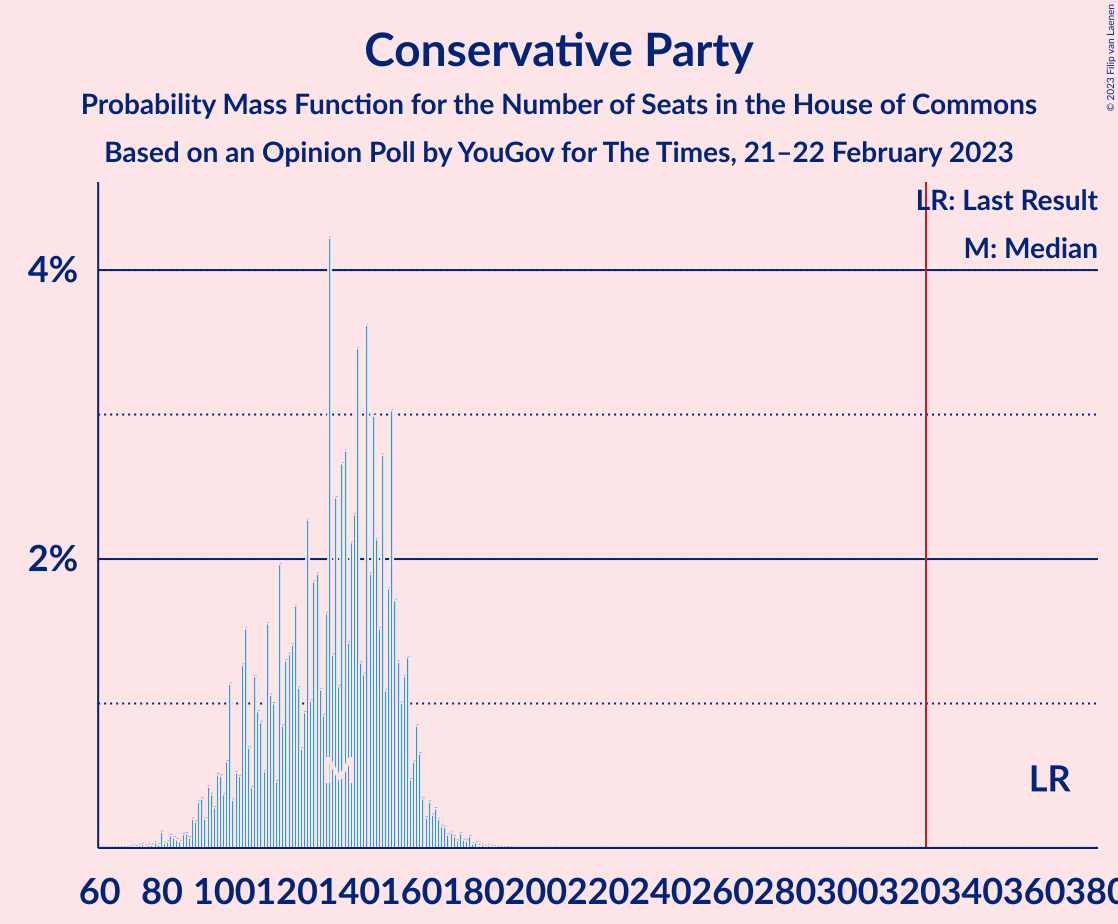 © 2023 Filip van Laenen
Conservative Party
Probability Mass Function for the Number of Seats in the House of Commons
Based on an Opinion Poll by YouGov for The Times, 21–22 February 2023
LR: Last Result
M: Median
4%
2%
M
LR
60 80 100 120 140 160 180 200 220 240 260 280 300 320 340 360 380